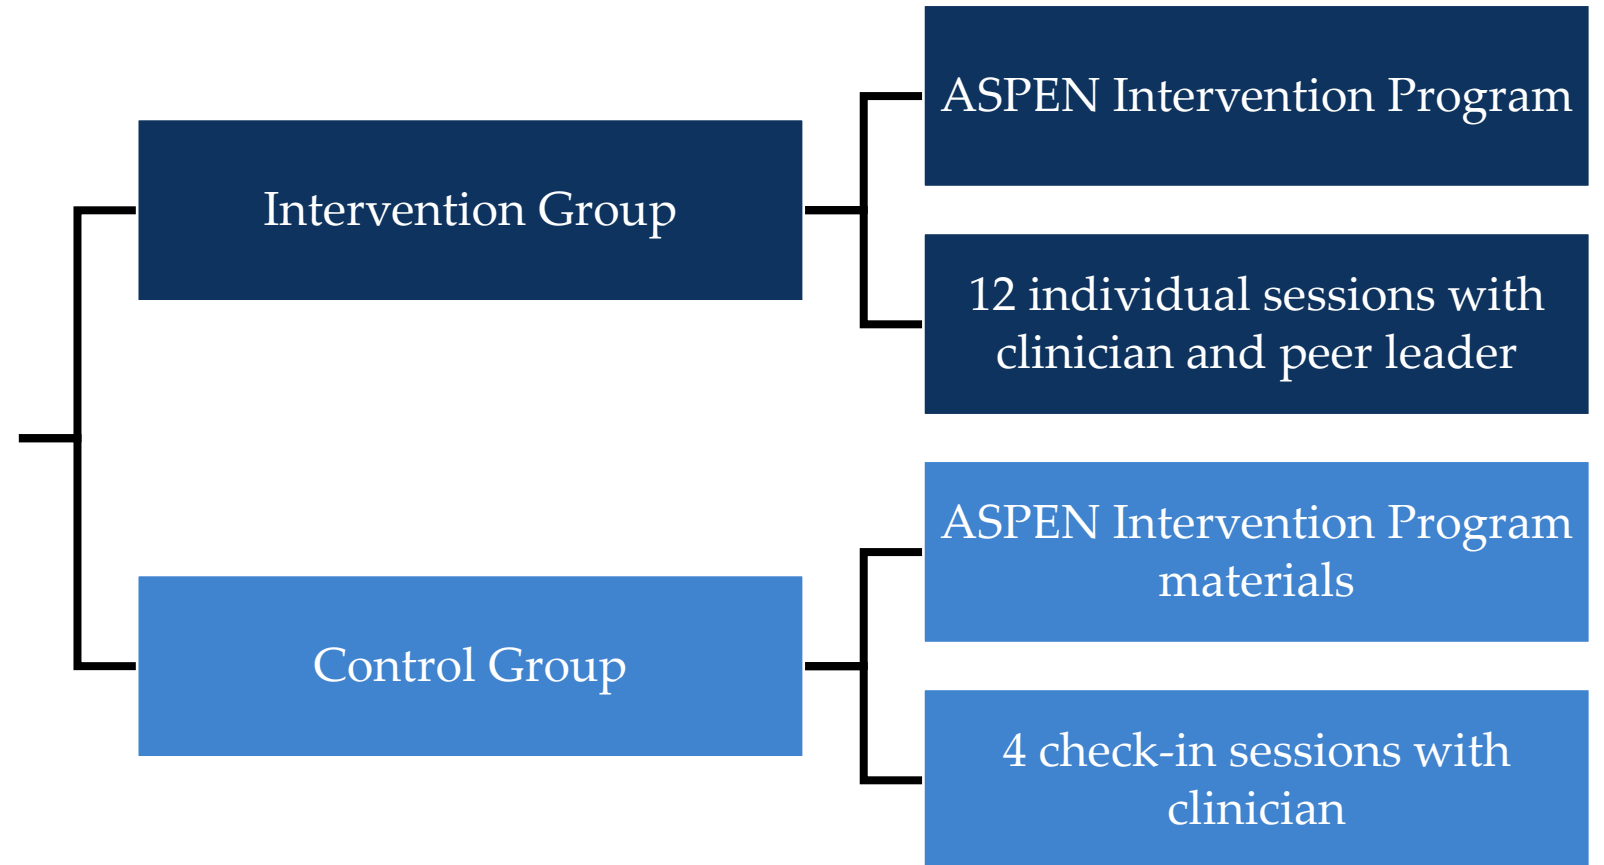 Intervention Group
ASPEN Intervention Program
12 individual sessions with
clinician and peer leader
Control Group
ASPEN Intervention Program
materials
4 check-in sessions with
clinician